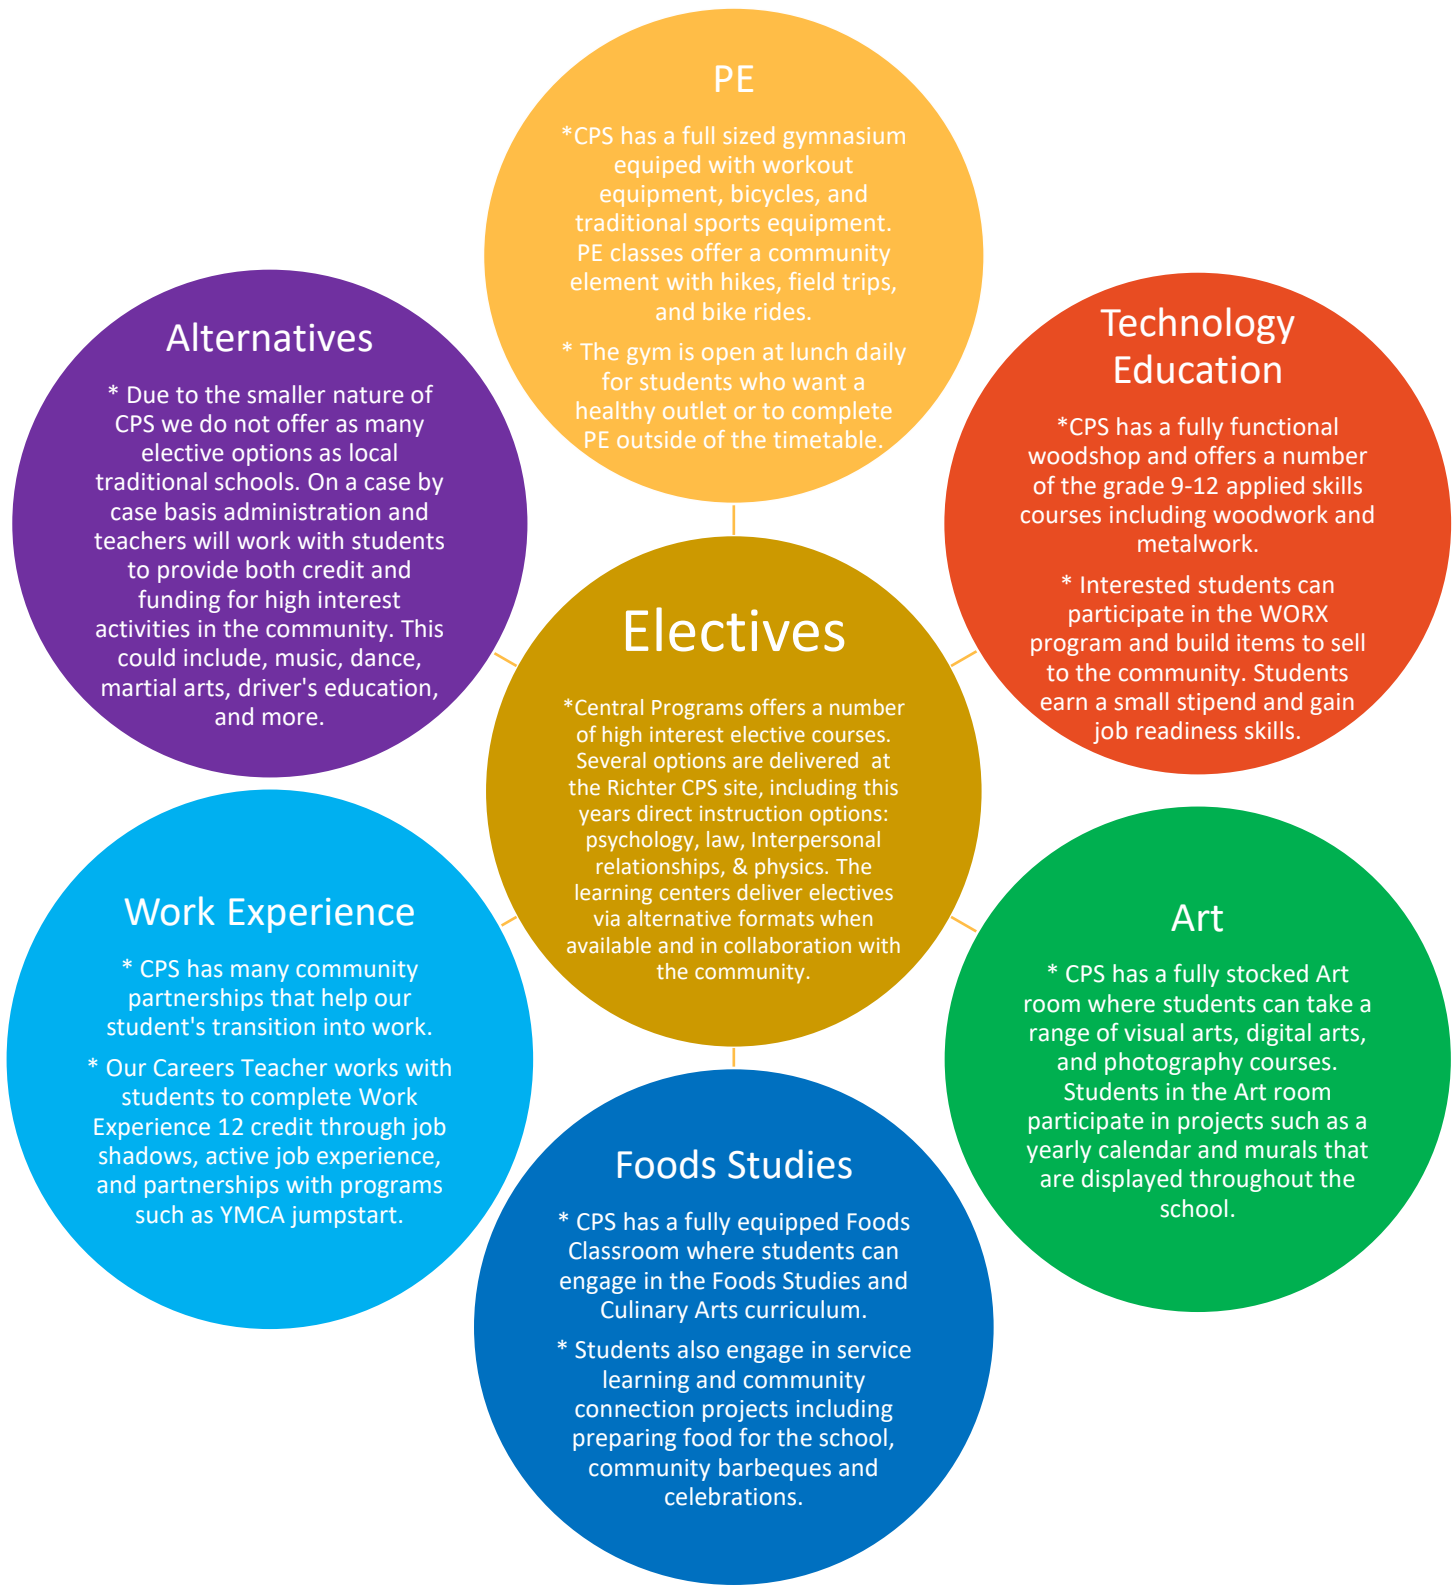 PE
*CPS has a full sized gymnasium
equiped with workout
equipment, bicycles, and
traditional sports equipment.
PE classes offer a community
element with hikes, field trips,
and bike rides.
* The gym is open at lunch daily
for students who want a
healthy outlet or to complete
PE outside of the timetable.
Alternatives
* Due to the smaller nature of
CPS we do not offer as many
elective options as local
traditional schools. On a case by
case basis administration and
teachers will work with students
to provide both credit and
funding for high interest
activities in the community. This
could include, music, dance,
martial arts, driver's education,
and more.
Technology
Education
*CPS has a fully functional
woodshop and offers a number
of the grade 9-12 applied skills
courses including woodwork and
metalwork.
* Interested students can
participate in the WORX
program and build items to sell
to the community. Students
earn a small stipend and gain
job readiness skills.
Electives
*Central Programs offers a number
of high interest elective courses.
Several options are delivered  at
the Richter CPS site, including this
years direct instruction options:
psychology, law, Interpersonal
relationships, & physics. The
learning centers deliver electives
via alternative formats when
available and in collaboration with
the community.
Work Experience
* CPS has many community
partnerships that help our
student's transition into work.
* Our Careers Teacher works with
students to complete Work
Experience 12 credit through job
shadows, active job experience,
and partnerships with programs
such as YMCA jumpstart.
Art
* CPS has a fully stocked Art
room where students can take a
range of visual arts, digital arts,
and photography courses.
Students in the Art room
participate in projects such as a
yearly calendar and murals that
are displayed throughout the
school.
Foods Studies
* CPS has a fully equipped Foods
Classroom where students can
engage in the Foods Studies and
Culinary Arts curriculum.
* Students also engage in service
learning and community
connection projects including
preparing food for the school,
community barbeques and
celebrations.